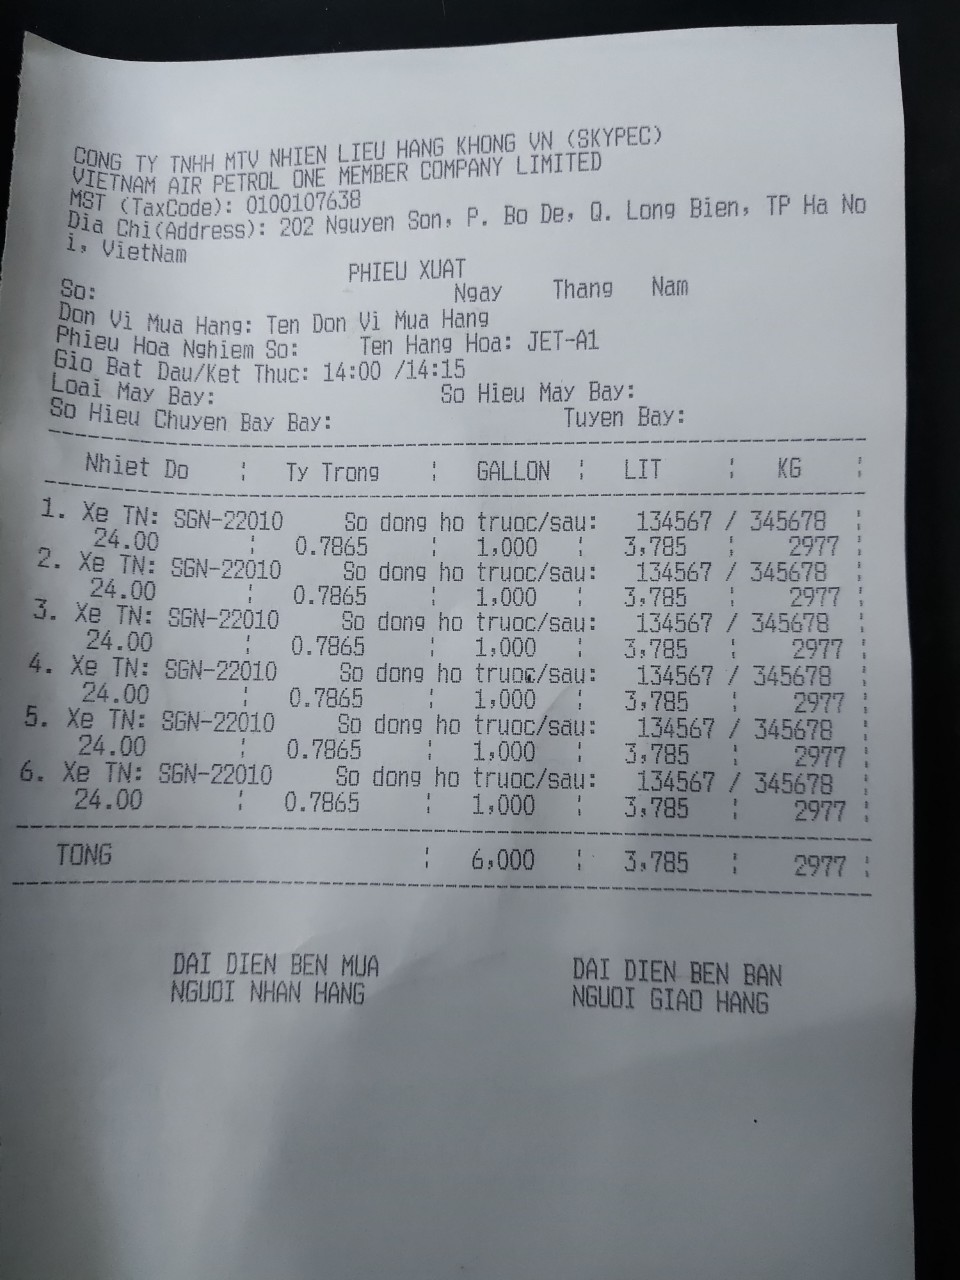 CONG TY TNHH MTV NHIEN LIEU HANG KHONG VN (SKYPEC)
VIETNAM AIR PETROL ONE MEMBER COMPANY LIMITED
MST (TaxCode): 0100107638
Dia Chi(Address): 202 Nguyen Son, P. Bo De, Q. Long Bien, TP Ha No
i, VietNam
PHIEU XUAT
So: Ngay Thang Nam
Don Vi Mua Hang: Ten Don Vi Mua Hang
Phieu Hoa Nghiem So: Ten Hang Hoa: JET-A1
Gio Bat Dau/Ket Thuc: 14:00 /14:15
Loai May Bay: So Hieu May Bay:
So Hieu Chuyen Bay Bay: Tuyen Bay:
Nhiet Do ¦ Ty Trong ¦ GALLON ¦ LIT ¦ KG ¦
1. Xe TN: SGN-22010 So dong ho truoc/sau: 134567 / 345678 ¦
24.00 ¦ 0.7865 ¦ 1,000 ¦ 3,785 ¦ 2977 ¦
2. Xe TN: SGN-22010 So dong ho truoc/sau: 134567 / 345678 ¦
24.00 ¦ 0.7865 ¦ 1,000 ¦ 3,785 ¦ 2977 ¦
3. Xe TN: SGN-22010 So dong ho truoc/sau: 134567 / 345678 ¦
24.00 ¦ 0.7865 ¦ 1,000 ¦ 3,785 ¦ 2977 ¦
4. Xe TN: SGN-22010 So dong ho truoc/sau: 134567 / 345678 ¦
24.00 ¦ 0.7865 ¦ 1,000 ¦ 3,785 ¦ 2977 ¦
5. Xe TN: SGN-22010 So dong ho truoc/sau: 134567 / 345678 ¦
24.00 ¦ 0.7865 ¦ 1,000 ¦ 3,785 ¦ 2977 ¦
6. Xe TN: SGN-22010 So dong ho truoc/sau: 134567 / 345678 ¦
24.00 ¦ 0.7865 ¦ 1,000 ¦ 3,785 ¦ 2977 ¦
TONG ¦ 6,000 ¦ 3,785 ¦ 2977 ¦
DAI DIEN BEN MUA DAI DIEN BEN BAN
NGUOI NHAN HANG NGUOI GIAO HANG